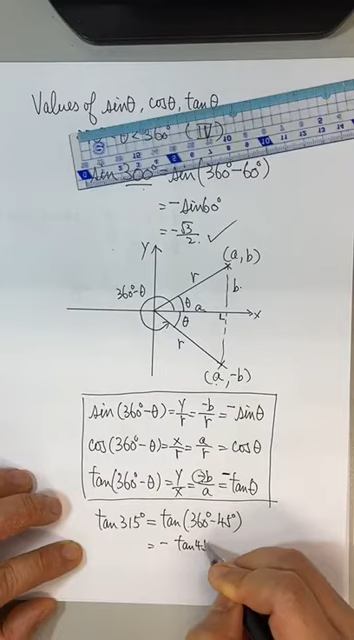 Values of sinθ, cosθ, tanθ
θ < 360° (IV)
sin 300° = sin(360° - 60°)
= - sin60°
= - √3/2 ✓
Y
(a, b)
r
b
360° - θ
θ a
x
θ
r
(a, -b)
sin(360° - θ) = y/r = -b/r = - sinθ
cos(360° - θ) = x/r = a/r = cosθ
tan(360° - θ) = y/x = -b/a = - tanθ
tan 315° = tan(360° - 45°)
= - tan45